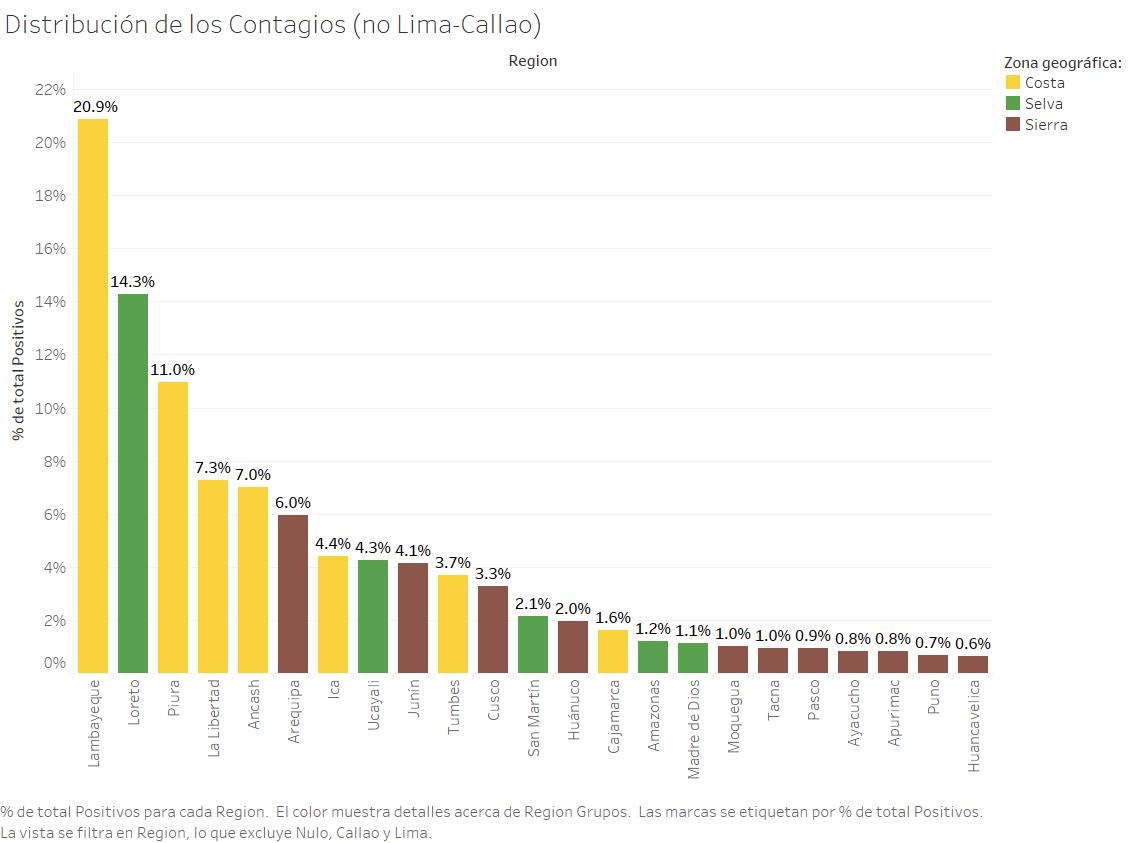 Distribución de los Contagios (no Lima-Callao)
Region
Zona geográfica:
Costa
Selva
Sierra
% de total Positivos
22%
20%
18%
16%
14%
12%
10%
8%
6%
4%
2%
0%
20.9%
14.3%
11.0%
7.3%
7.0%
6.0%
4.4%
4.3%
4.1%
3.7%
3.3%
2.1%
2.0%
1.6%
1.2%
1.1%
1.0%
1.0%
0.9%
0.8%
0.8%
0.7%
0.6%
Lambayeque
Loreto
Piura
La Libertad
Ancash
Arequipa
Ica
Ucayali
Junín
Tumbes
Cusco
San Martín
Huánuco
Cajamarca
Amazonas
Madre de Dios
Moquegua
Tacna
Pasco
Ayacucho
Apurimac
Puno
Huancavelica
% de total Positivos para cada Region.  El color muestra detalles acerca de Region Grupos.  Las marcas se etiquetan por % de total Positivos.
La vista se filtra en Region, lo que excluye Nulo, Callao y Lima.